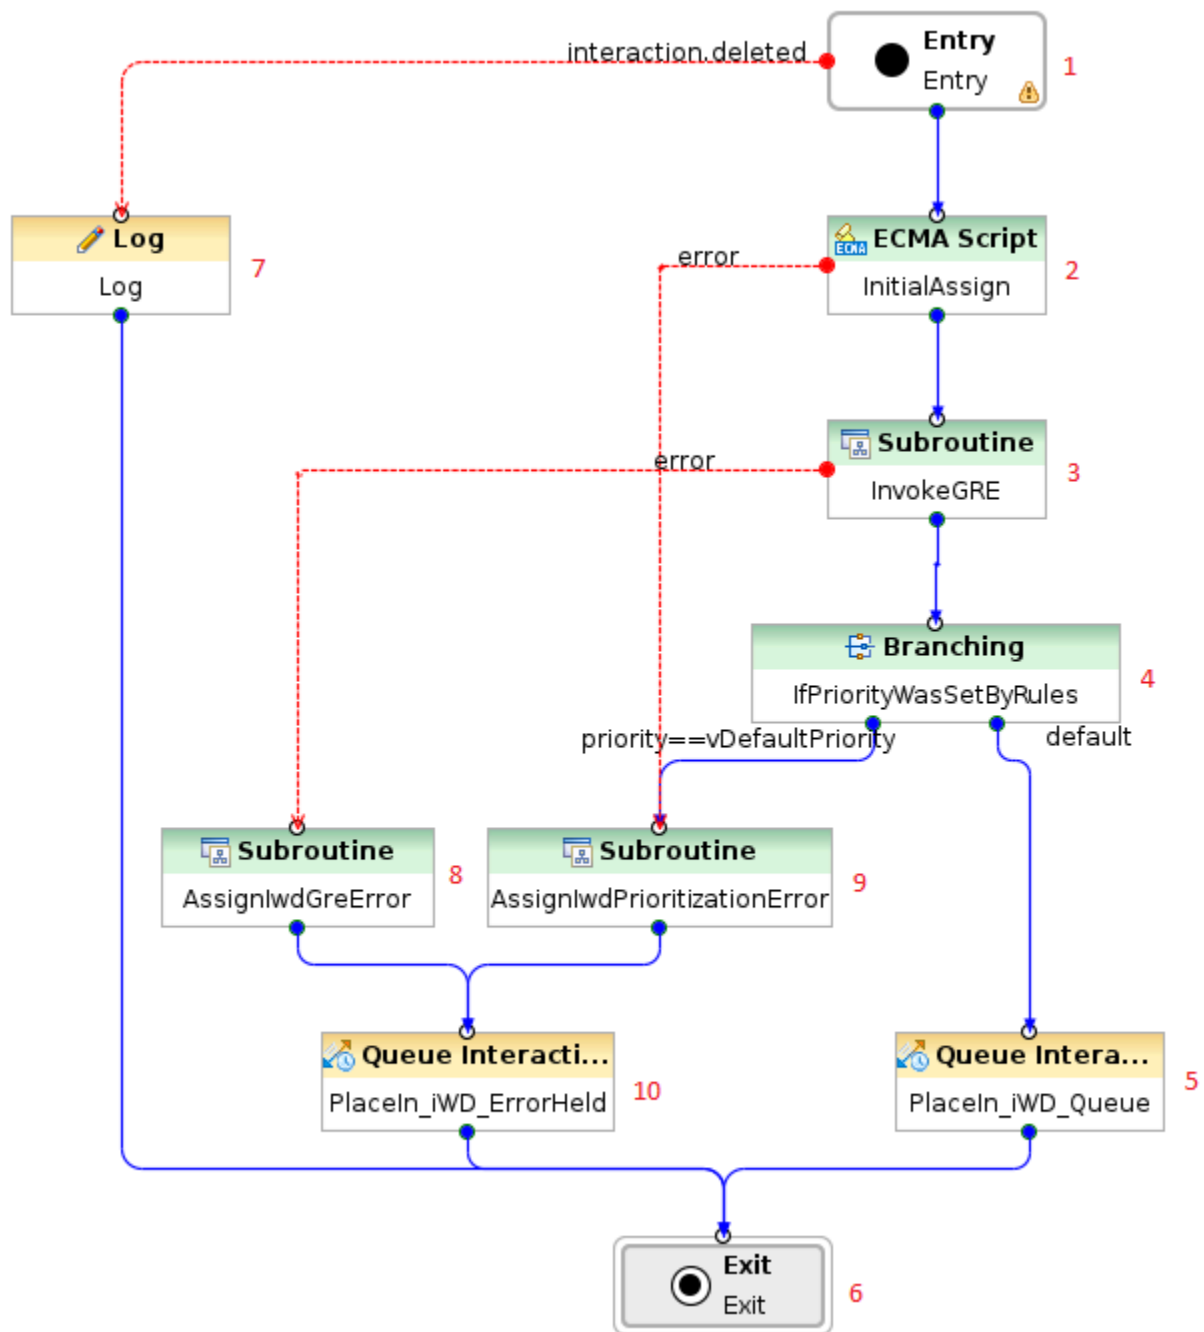 Entry
interaction.deleted
Entry
1
Log
ECMA Script
ECMA
error
Log
InitialAssign
7
2
Subroutine
error
InvokeGRE
3
Branching
IfPriorityWasSetByRules
4
priority==vDefaultPriority
default
Subroutine
Subroutine
AssignIwdGreError
8
AssignIwdPrioritizationError
9
Queue Interacti...
Queue Intera...
PlaceIn_iWD_ErrorHeld
10
PlaceIn_iWD_Queue
5
Exit
Exit
6